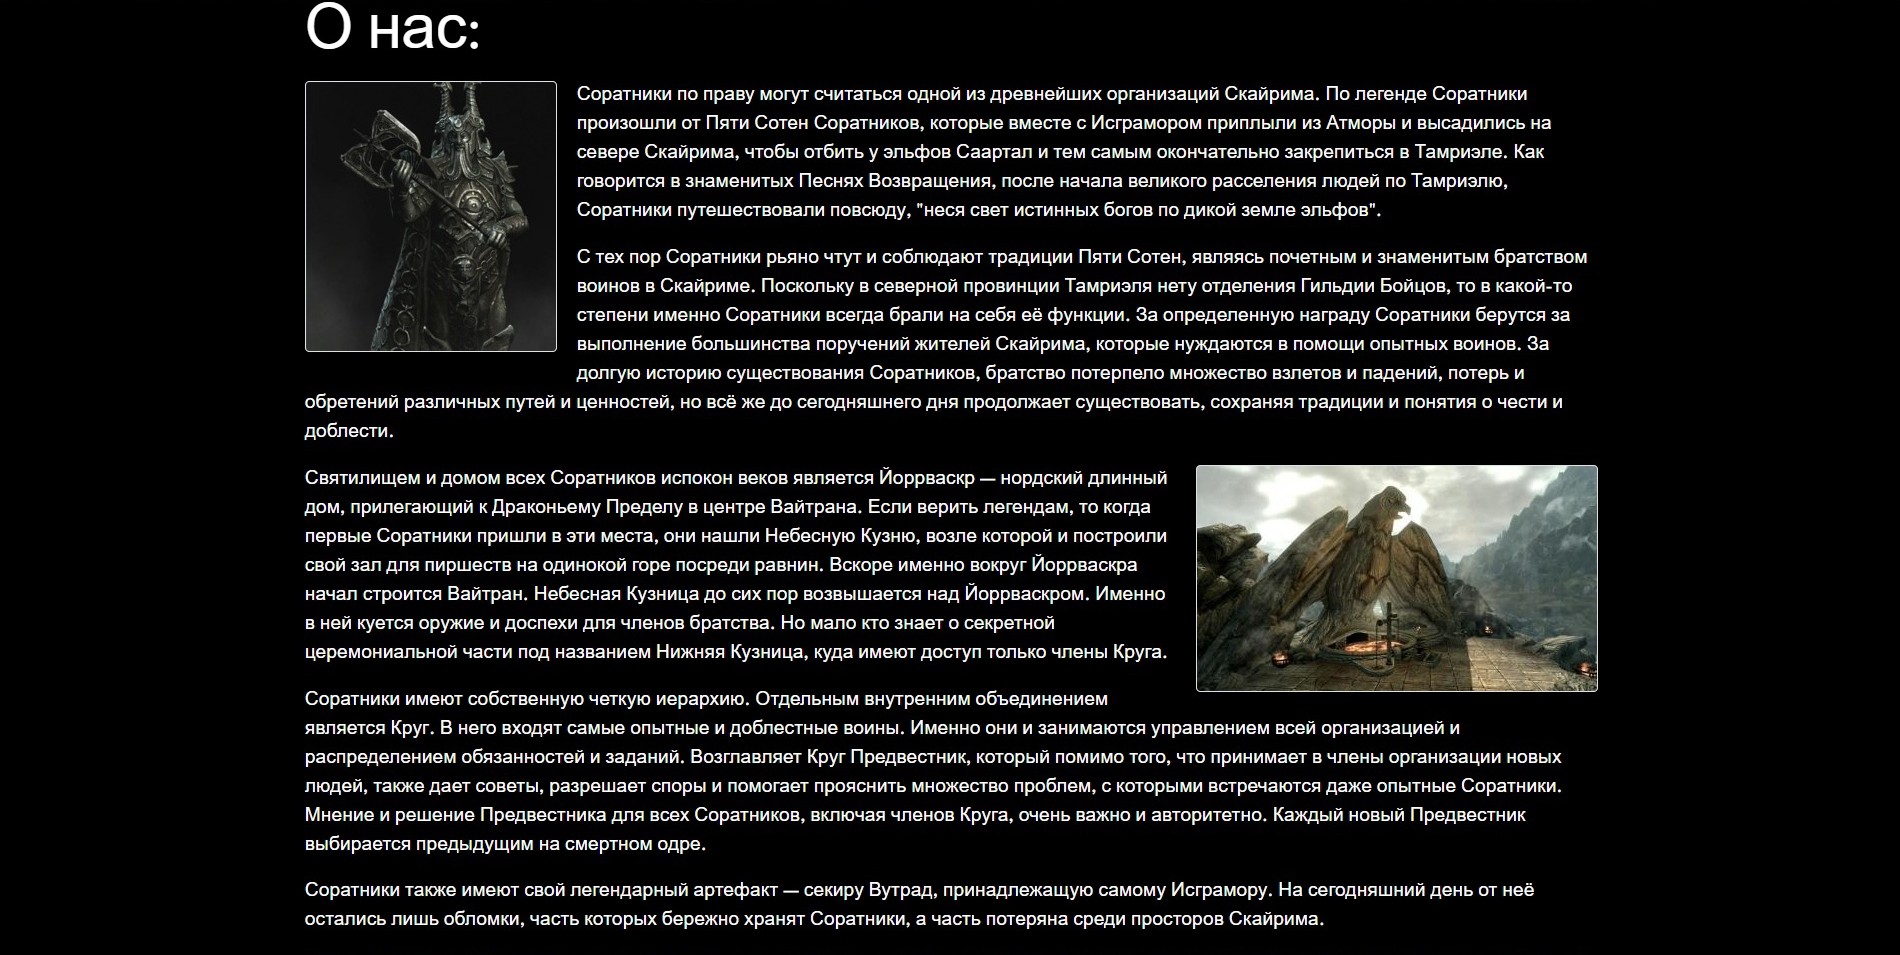 О нас:
Соратники по праву могут считаться одной из древнейших организаций Скайрима. По легенде Соратники
произошли от Пяти Сотен Соратников, которые вместе с Исграмором приплыли из Атморы и высадились на
севере Скайрима, чтобы отбить у эльфов Саартал и тем самым окончательно закрепиться в Тамриэле. Как
говорится в знаменитых Песнях Возвращения, после начала великого расселения людей по Тамриэлю,
Соратники путешествовали повсюду, "неся свет истинных богов по дикой земле эльфов".
С тех пор Соратники рьяно чтут и соблюдают традиции Пяти Сотен, являясь почетным и знаменитым братством
воинов в Скайриме. Поскольку в северной провинции Тамриэля нету отделения Гильдии Бойцов, то в какой-то
степени именно Соратники всегда брали на себя её функции. За определенную награду Соратники берутся за
выполнение большинства поручений жителей Скайрима, которые нуждаются в помощи опытных воинов. За
долгую историю существования Соратников, братство потерпело множество взлетов и падений, потерь и
обретений различных путей и ценностей, но всё же до сегодняшнего дня продолжает существовать, сохраняя традиции и понятия о чести и
доблести.
Святилищем и домом всех Соратников испокон веков является Йоррваскр — нордский длинный
дом, прилегающий к Драконьему Пределу в центре Вайтрана. Если верить легендам, то когда
первые Соратники пришли в эти места, они нашли Небесную Кузню, возле которой и построили
свой зал для пиршеств на одинокой горе посреди равнин. Вскоре именно вокруг Йоррваскра
начал строится Вайтран. Небесная Кузница до сих пор возвышается над Йоррваскром. Именно
в ней куется оружие и доспехи для членов братства. Но мало кто знает о секретной
церемониальной части под названием Нижняя Кузница, куда имеют доступ только члены Круга.
Соратники имеют собственную четкую иерархию. Отдельным внутренним объединением
является Круг. В него входят самые опытные и доблестные воины. Именно они и занимаются управлением всей организацией и
распределением обязанностей и заданий. Возглавляет Круг Предвестник, который помимо того, что принимает в члены организации новых
людей, также дает советы, разрешает споры и помогает прояснить множество проблем, с которыми встречаются даже опытные Соратники.
Мнение и решение Предвестника для всех Соратников, включая членов Круга, очень важно и авторитетно. Каждый новый Предвестник
выбирается предыдущим на смертном одре.
Соратники также имеют свой легендарный артефакт — секиру Вутрад, принадлежащую самому Исграмору. На сегодняшний день от неё
остались лишь обломки, часть которых бережно хранят Соратники, а часть потеряна среди просторов Скайрима.